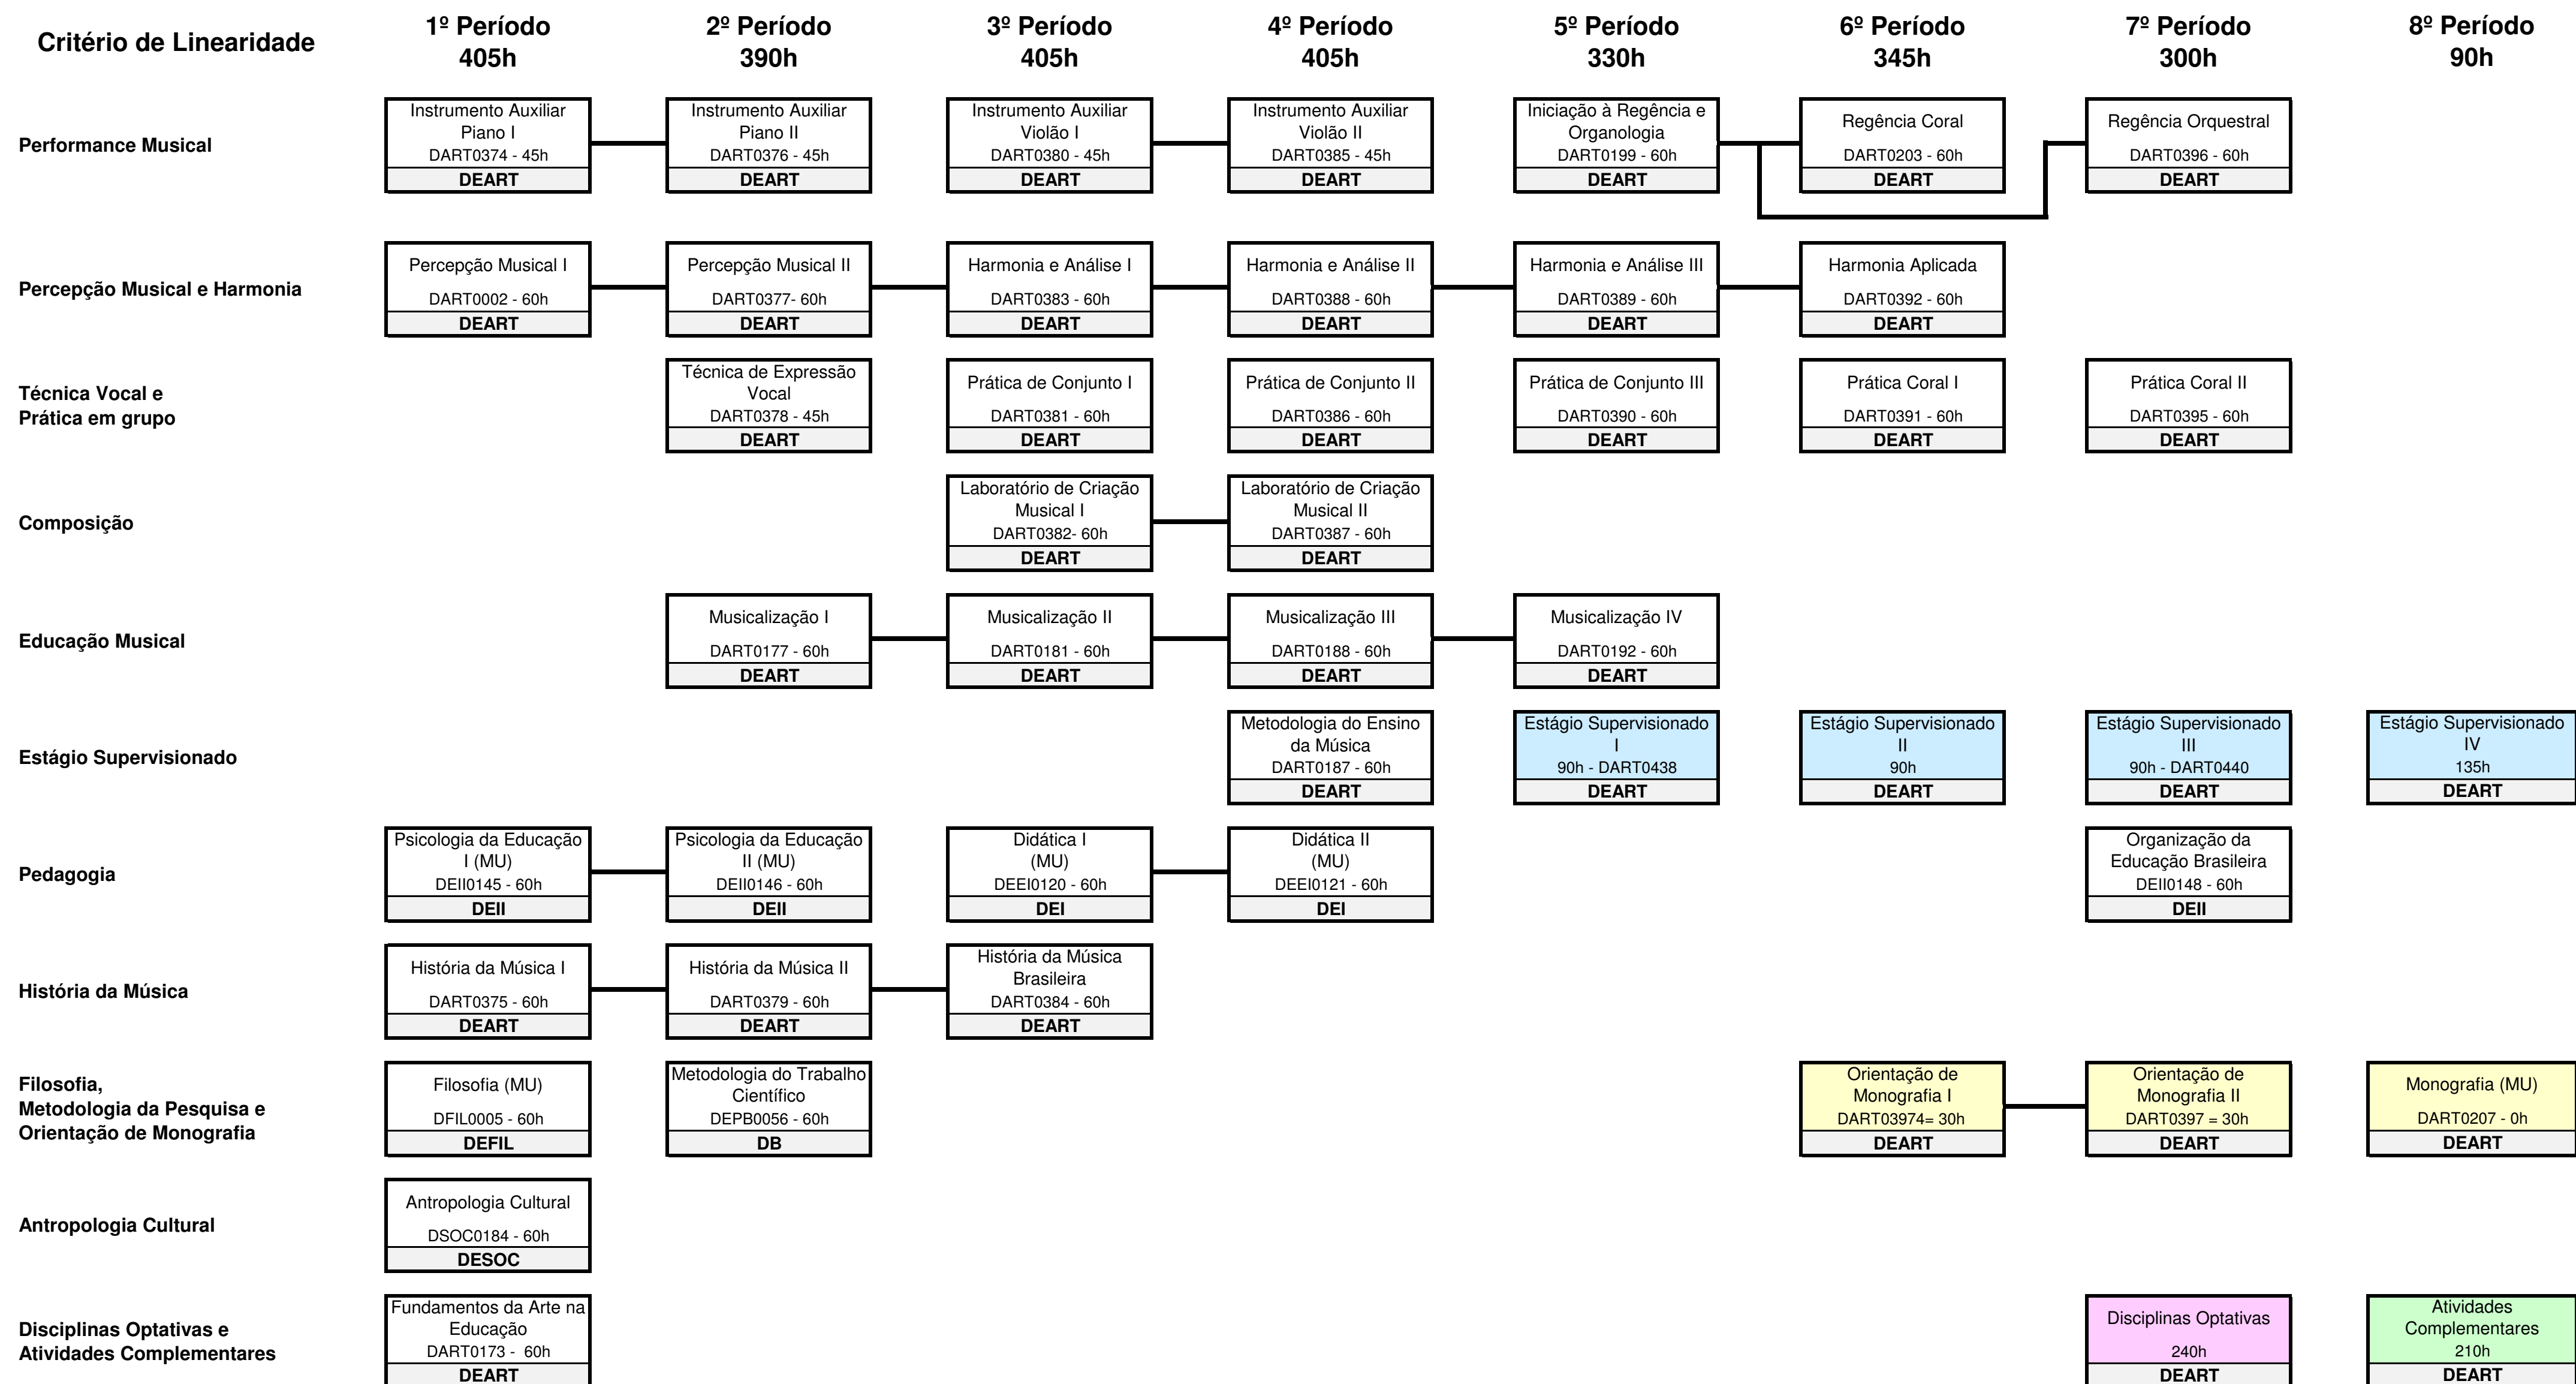 Critério de Linearidade
1º Período
405h
2º Período
390h
3º Período
405h
4º Período
405h
5º Período
330h
6º Período
345h
7º Período
300h
8º Período
90h
Performance Musical
Instrumento Auxiliar
Piano I
DART0374 - 45h
DEART
Instrumento Auxiliar
Piano II
DART0376 - 45h
DEART
Instrumento Auxiliar
Violão I
DART0380 - 45h
DEART
Instrumento Auxiliar
Violão II
DART0385 - 45h
DEART
Iniciação à Regência e
Organologia
DART0199 - 60h
DEART
Regência Coral
DART0203 - 60h
DEART
Regência Orquestral
DART0396 - 60h
DEART
Percepção Musical e Harmonia
Percepção Musical I
DART0002 - 60h
DEART
Percepção Musical II
DART0377- 60h
DEART
Harmonia e Análise I
DART0383 - 60h
DEART
Harmonia e Análise II
DART0388 - 60h
DEART
Harmonia e Análise III
DART0389 - 60h
DEART
Harmonia Aplicada
DART0392 - 60h
DEART
Técnica Vocal e
Prática em grupo
Técnica de Expressão
Vocal
DART0378 - 45h
DEART
Prática de Conjunto I
DART0381 - 60h
DEART
Prática de Conjunto II
DART0386 - 60h
DEART
Prática de Conjunto III
DART0390 - 60h
DEART
Prática Coral I
DART0391 - 60h
DEART
Prática Coral II
DART0395 - 60h
DEART
Composição
Laboratório de Criação
Musical I
DART0382- 60h
DEART
Laboratório de Criação
Musical II
DART0387 - 60h
DEART
Educação Musical
Musicalização I
DART0177 - 60h
DEART
Musicalização II
DART0181 - 60h
DEART
Musicalização III
DART0188 - 60h
DEART
Musicalização IV
DART0192 - 60h
DEART
Estágio Supervisionado
Metodologia do Ensino
da Música
DART0187 - 60h
DEART
Estágio Supervisionado
I
90h - DART0438
DEART
Estágio Supervisionado
II
90h
DEART
Estágio Supervisionado
III
90h - DART0440
DEART
Estágio Supervisionado
IV
135h
DEART
Pedagogia
Psicologia da Educação
I (MU)
DEII0145 - 60h
DEII
Psicologia da Educação
II (MU)
DEII0146 - 60h
DEII
Didática I
(MU)
DEEI0120 - 60h
DEI
Didática II
(MU)
DEEI0121 - 60h
DEI
Organização da
Educação Brasileira
DEII0148 - 60h
DEII
História da Música
História da Música I
DART0375 - 60h
DEART
História da Música II
DART0379 - 60h
DEART
História da Música
Brasileira
DART0384 - 60h
DEART
Filosofia,
Metodologia da Pesquisa e
Orientação de Monografia
Filosofia (MU)
DFIL0005 - 60h
DEFIL
Metodologia do Trabalho
Científico
DEPB0056 - 60h
DB
Orientação de
Monografia I
DART03974= 30h
DEART
Orientação de
Monografia II
DART0397 = 30h
DEART
Monografia (MU)
DART0207 - 0h
DEART
Antropologia Cultural
Antropologia Cultural
DSOC0184 - 60h
DESOC
Disciplinas Optativas e
Atividades Complementares
Fundamentos da Arte na
Educação
DART0173 -  60h
DEART
Disciplinas Optativas
240h
DEART
Atividades
Complementares
210h
DEART